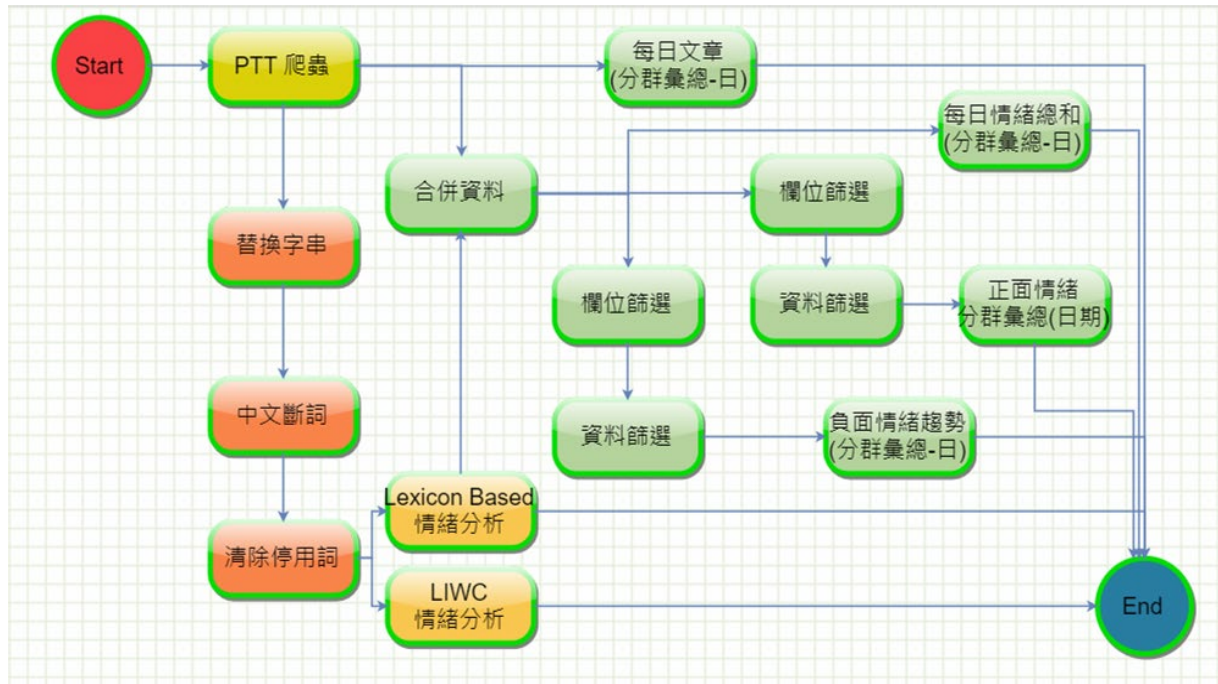 Start
PTT 爬蟲
每日文章
(分群彙總-日)
每日情緒總和
(分群彙總-日)
合併資料
欄位篩選
替換字串
欄位篩選
資料篩選
正面情緒
分群彙總(日期)
中文斷詞
資料篩選
負面情緒趨勢
(分群彙總-日)
Lexicon Based
情緒分析
清除停用詞
LIWC
情緒分析
End